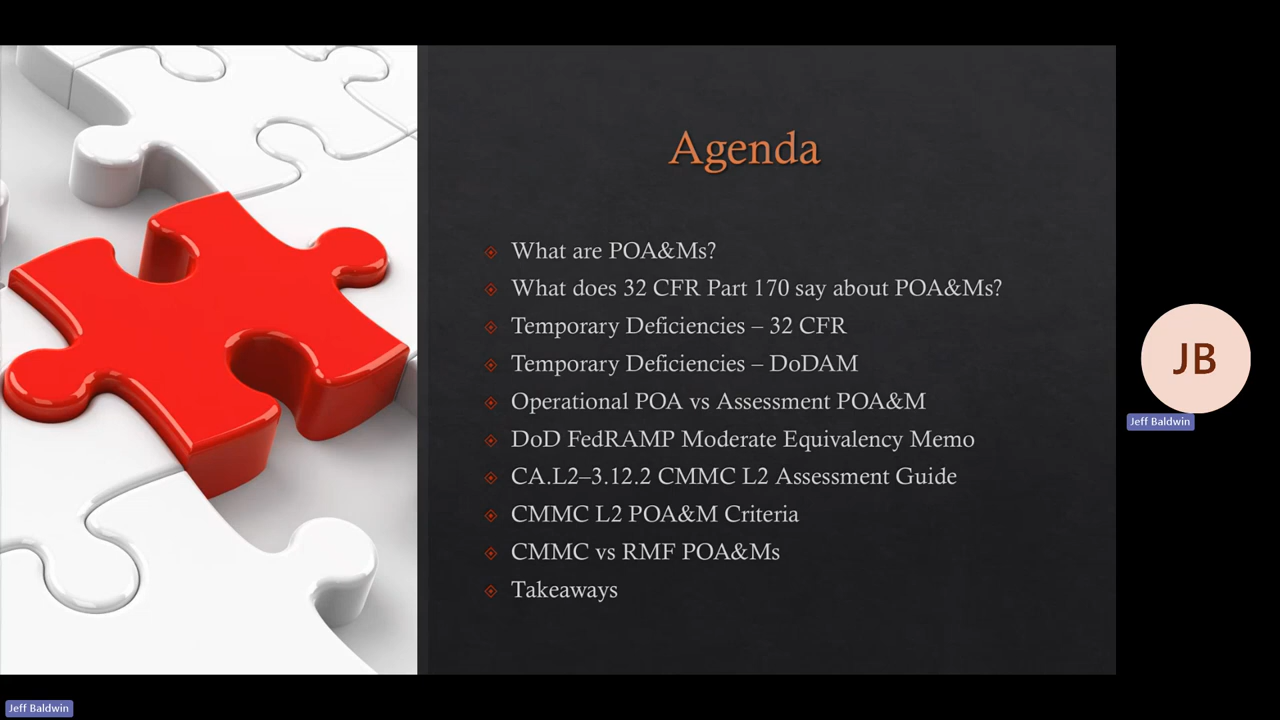 Agenda
What are POA&Ms?
What does 32 CFR Part 170 say about POA&Ms?
Temporary Deficiencies – 32 CFR
Temporary Deficiencies – DoDAM
Operational POA vs Assessment POA&M
DoD FedRAMP Moderate Equivalency Memo
CA.L2–3.12.2 CMMC L2 Assessment Guide
CMMC L2 POA&M Criteria
CMMC vs RMF POA&Ms
Takeaways
JB
Jeff Baldwin
Jeff Baldwin